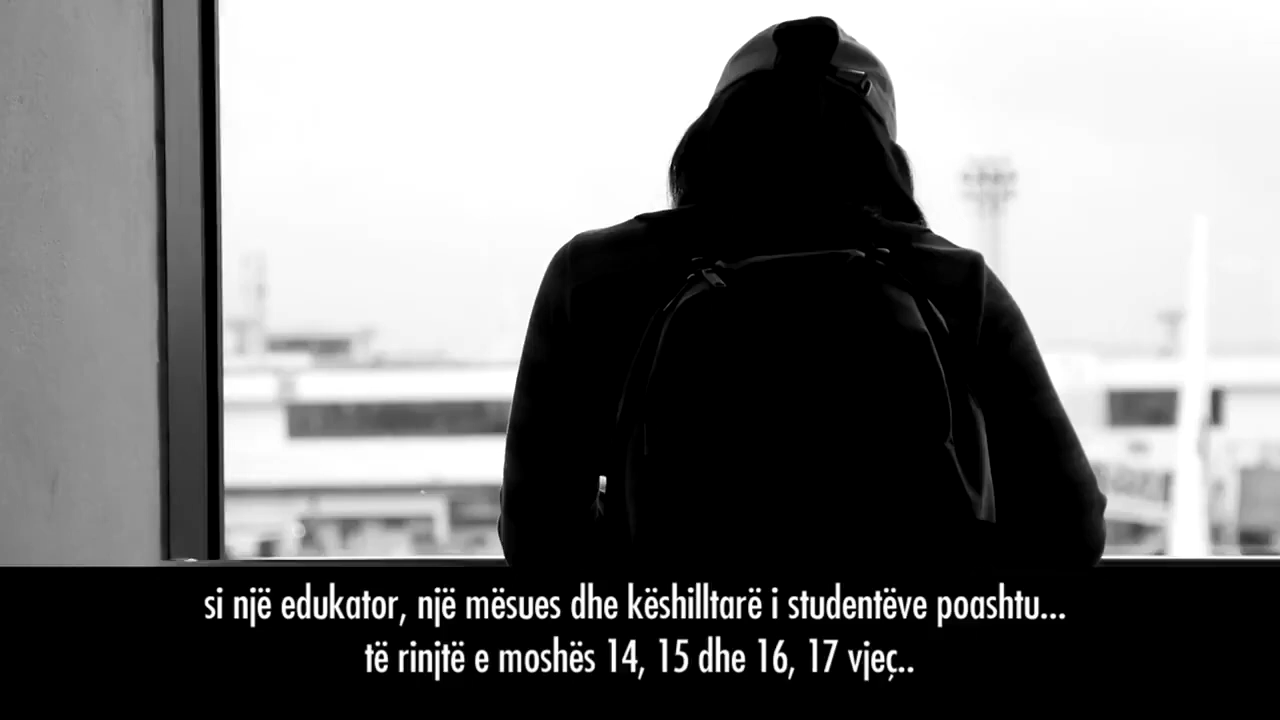 si një edukator, një mësues dhe këshilltarë i studentëve poashtu...
të rinjtë e moshës 14, 15 dhe 16, 17 vjeç..